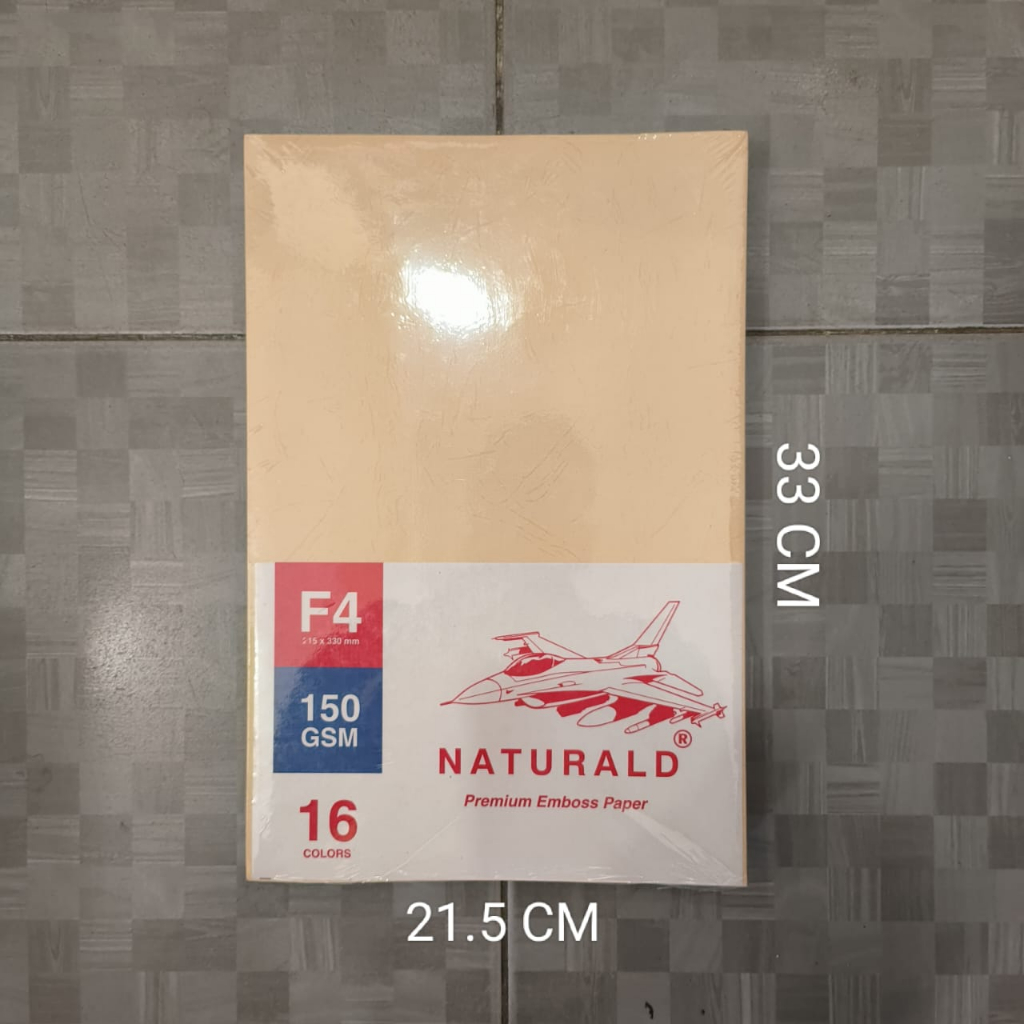 F4
215 x 330 mm
150
GSM
16
COLORS
NATURALD®
Premium Emboss Paper
33 CM
21.5 CM